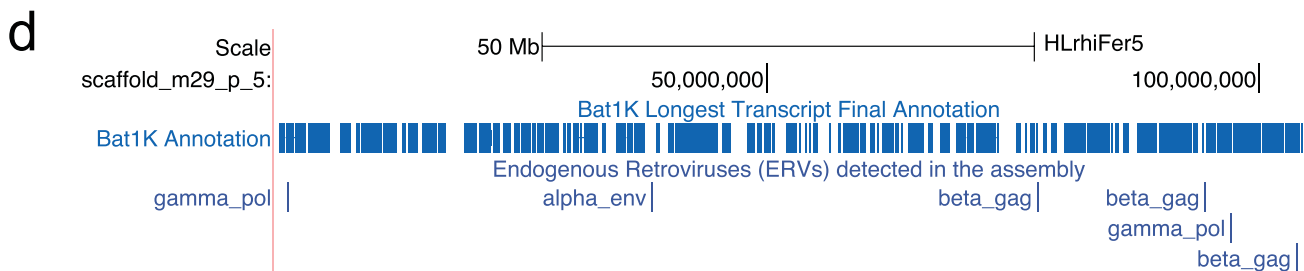 d
Scale 50 Mb HLrhiFer5
scaffold_m29_p_5: 50,000,000 100,000,000
Bat1K Longest Transcript Final Annotation
Bat1K Annotation
Endogenous Retroviruses (ERVs) detected in the assembly
gamma_pol alpha_env beta_gag beta_gag
gamma_pol
beta_gag